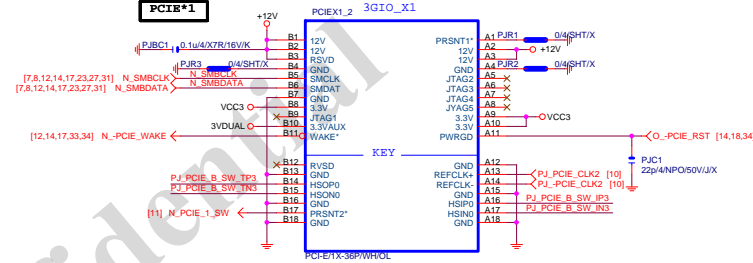 PCIE*1
+12V
PCIEX1_2
3GIO_X1
PJBC1
0.1u/4/X7R/16V/K
PJR3
0/4/SHT/X
PJR1
0/4/SHT/X
+12V
PJR2
0/4/SHT/X
[7,8,12,14,17,23,27,31] N_SMBCLK
N_SMBCLK
[7,8,12,14,17,23,27,31] N_SMBDATA
N_SMBDATA
VCC3
3VDUAL
[12,14,17,33,34] N_-PCIE_WAKE
VCC3
O_-PCIE_RST [14,18,34]
PJC1
22p/4/NPO/50V/J/X
B1 12V
B2 12V
B3 RSVD
B4 GND
B5 SMCLK
B6 SMDAT
B7 GND
B8 3.3V
B9 JTAG1
B10 3.3VAUX
B11 WAKE*
PRSNT1* A1
12V A2
12V A3
GND A4
JTAG2 A5
JTAG3 A6
JTAG4 A7
JYAG5 A8
3.3V A9
3.3V A10
PWRGD A11
KEY
B12 RVSD
B13 GND
B14 HSOP0
B15 HSON0
B16 GND
B17 PRSNT2*
B18 GND
GND A12
REFCLK+ A13
REFCLK- A14
GND A15
HSIP0 A16
HSIN0 A17
GND A18
PJ_PCIE_B_SW_TP3
PJ_PCIE_B_SW_TN3
[11] N_PCIE_1_SW
PJ_PCIE_CLK2 [10]
PJ_-PCIE_CLK2 [10]
PJ_PCIE_B_SW_IP3
PJ_PCIE_B_SW_IN3
PCI-E/1X-36P/WH/OL
fidential